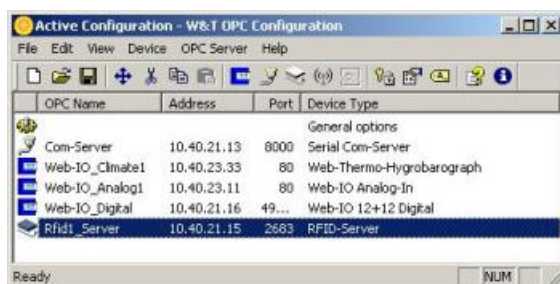 Active Configuration - W&T OPC Configuration
File Edit View Device OPC Server Help
OPC Name Address Port Device Type
General options
Com-Server 10.40.21.13 8000 Serial Com-Server
Web-IO_Climate1 10.40.23.33 80 Web-Thermo-Hygrobarograph
Web-IO_Analog1 10.40.23.11 80 Web-IO Analog-In
Web-IO_Digital 10.40.21.16 49... Web-IO 12+12 Digital
Rfid1_Server 10.40.21.15 2683 RFID-Server
Ready NUM